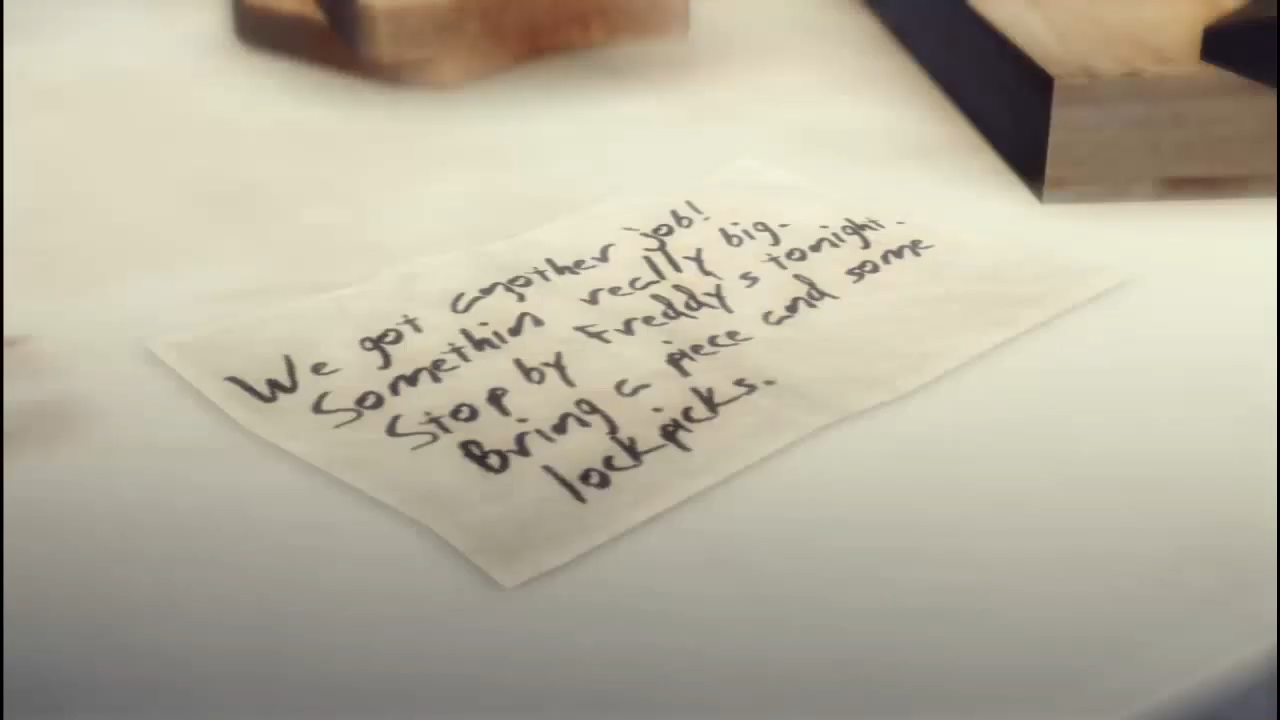 We got another job!
Somethin really big.
Stop by Freddy's tonight.
Bring a piece and some
lockpicks.